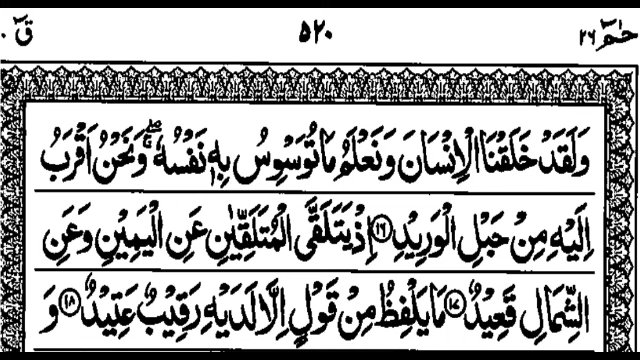 حٰمٓ ٢٦ ٥٢٠ قٓ ٥٠
وَلَقَدْ خَلَقْنَا الْاِنْسَانَ وَنَعْلَمُ مَا تُوَسْوِسُ بِهٖ نَفْسُهٗ ۖۚ وَنَحْنُ اَقْرَبُ
اِلَيْهِ مِنْ حَبْلِ الْوَرِيْدِ ﴿١٦﴾ اِذْ يَتَلَقَّى الْمُتَلَقِّيٰنِ عَنِ الْيَمِيْنِ وَعَنِ
الشِّمَالِ قَعِيْدٌ ﴿١٧﴾ مَا يَلْفِظُ مِنْ قَوْلٍ اِلَّا لَدَيْهِ رَقِيْبٌ عَتِيْدٌ ﴿١٨﴾ وَ